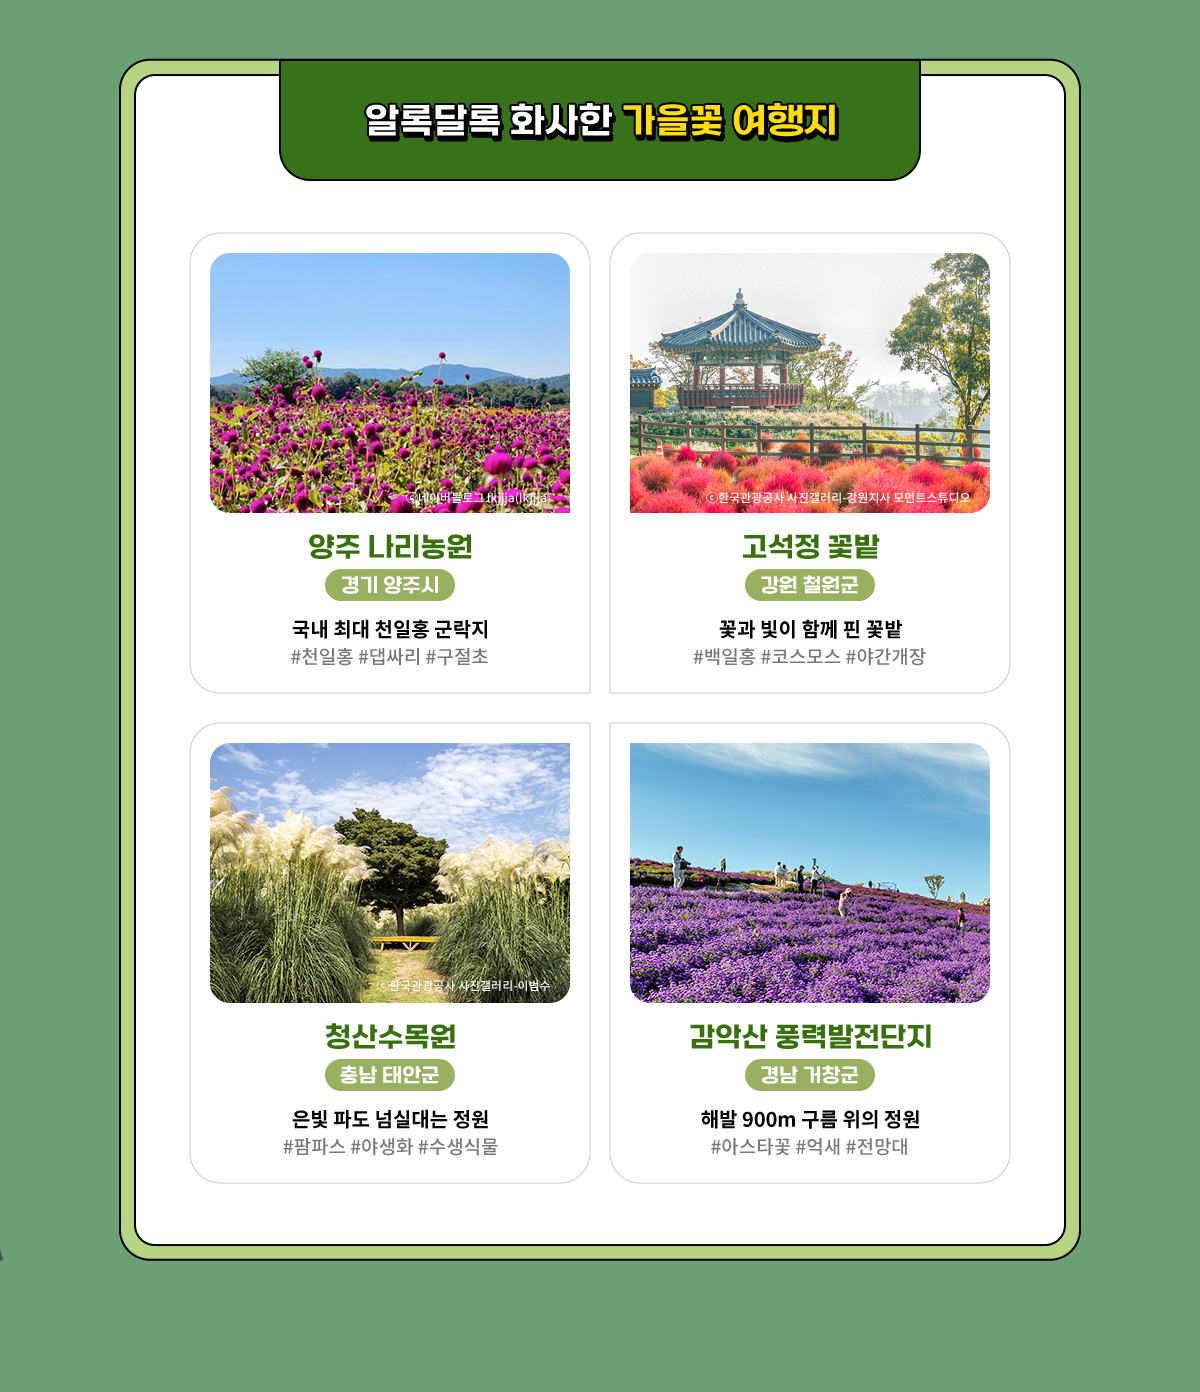 알록달록 화사한 가을꽃 여행지
ⓒ네이버블로그 lkjija(lkjija)
양주 나리농원
경기 양주시
국내 최대 천일홍 군락지
#천일홍 #댑싸리 #구절초
ⓒ한국관광공사 사진갤러리-강원지사 모먼트스튜디오
고석정 꽃밭
강원 철원군
꽃과 빛이 함께 핀 꽃밭
#백일홍 #코스모스 #야간개장
ⓒ한국관광공사 사진갤러리-이범수
청산수목원
충남 태안군
은빛 파도 넘실대는 정원
#팜파스 #야생화 #수생식물
감악산 풍력발전단지
경남 거창군
해발 900m 구름 위의 정원
#아스타꽃 #억새 #전망대